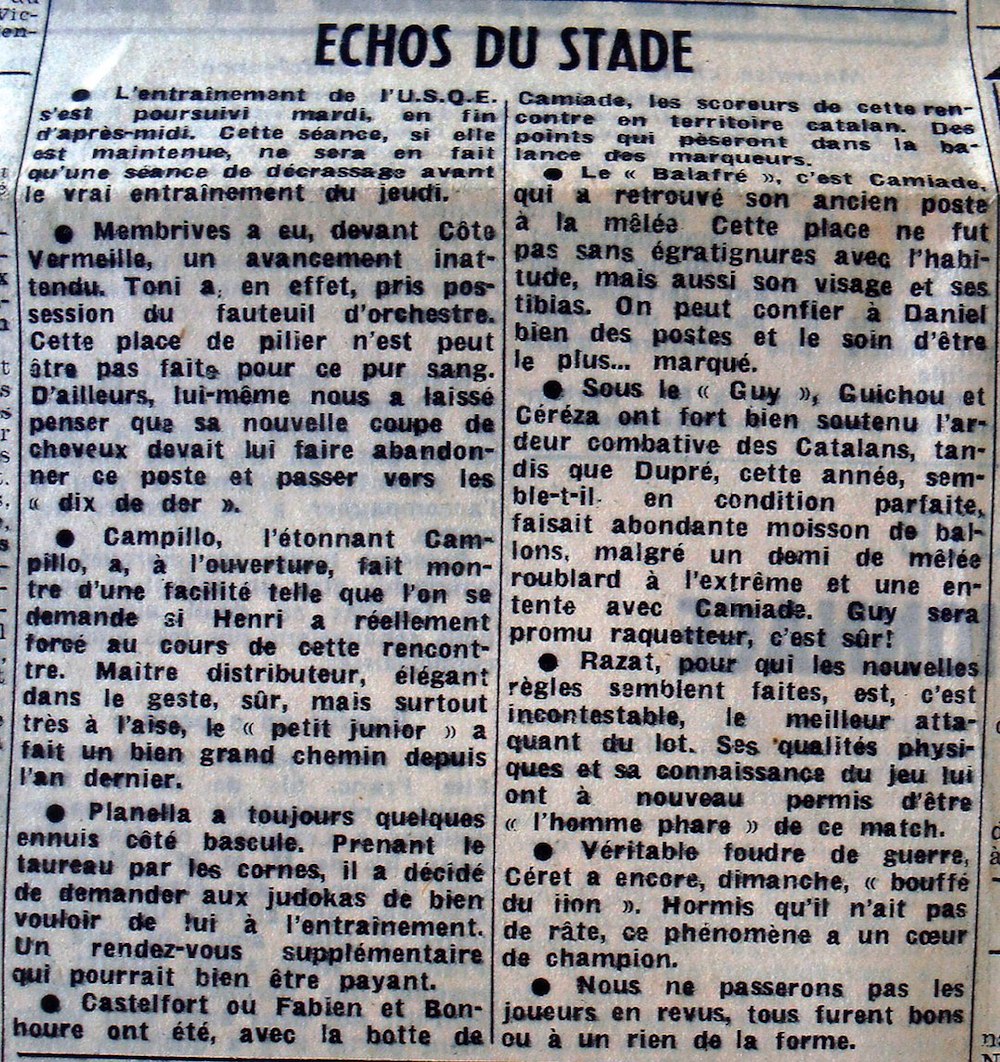 ECHOS DU STADE
● L'entraînement de l'U.S.Q.E.
s'est poursuivi mardi, en fin
d'après-midi. Cette séance, si elle
est maintenue, ne sera en fait
qu'une séance de décrassage avant
le vrai entraînement du jeudi.
● Membrives a eu, devant Côte
Vermeille, un avancement inat-
tendu. Toni a, en effet, pris pos-
session du fauteuil d'orchestre.
Cette place de pilier n'est peut
être pas faite pour ce pur sang.
D'ailleurs, lui-même nous a laissé
penser que sa nouvelle coupe de
cheveux devait lui faire abandon-
ner ce poste et passer vers les
« dix de der ».
● Campillo, l'étonnant Cam-
pillo, a, à l'ouverture, fait mon-
tre d'une facilité telle que l'on se
demande si Henri a réellement
forcé au cours de cette rencont-
tre. Maitre distributeur, élégant
dans le geste, sûr, mais surtout
très à l'aise, le « petit junior » a
fait un bien grand chemin depuis
l'an dernier.
● Planella a toujours quelques
ennuis côté bascule. Prenant le
taureau par les cornes, il a décidé
de demander aux judokas de bien
vouloir de lui à l'entraînement.
Un rendez-vous supplémentaire
qui pourrait bien être payant.
● Castelfort ou Fabien et Bon-
houre ont été, avec la botte de
Camiade, les scoreurs de cette ren-
contre en territoire catalan. Des
points qui pèseront dans la ba-
lance des marqueurs.
● Le « Balafré », c'est Camiade,
qui a retrouvé son ancien poste
à la mêlée Cette place ne fut
pas sans égratignures avec l'habi-
tude, mais aussi son visage et ses
tibias. On peut confier à Daniel
bien des postes et le soin d'être
le plus... marqué.
● Sous le « Guy », Guichou et
Céréza ont fort bien soutenu l'ar-
deur combative des Catalans, tan-
dis que Dupré, cette année, sem-
ble-t-il en condition parfaite,
faisait abondante moisson de bal-
lons, malgré un demi de mêlée
roublard à l'extrême et une en-
tente avec Camiade. Guy sera
promu raquetteur, c'est sûr!
● Razat, pour qui les nouvelles
règles semblent faites, est, c'est
incontestable, le meilleur atta-
quant du lot. Ses qualités physi-
ques et sa connaissance du jeu lui
ont à nouveau permis d'être
« l'homme phare » de ce match.
● Véritable foudre de guerre,
Céret a encore, dimanche, « bouffé
du lion ». Hormis qu'il n'ait pas
de râte, ce phénomène a un cœur
de champion.
● Nous ne passerons pas les
joueurs en revus, tous furent bons
ou à un rien de la forme.